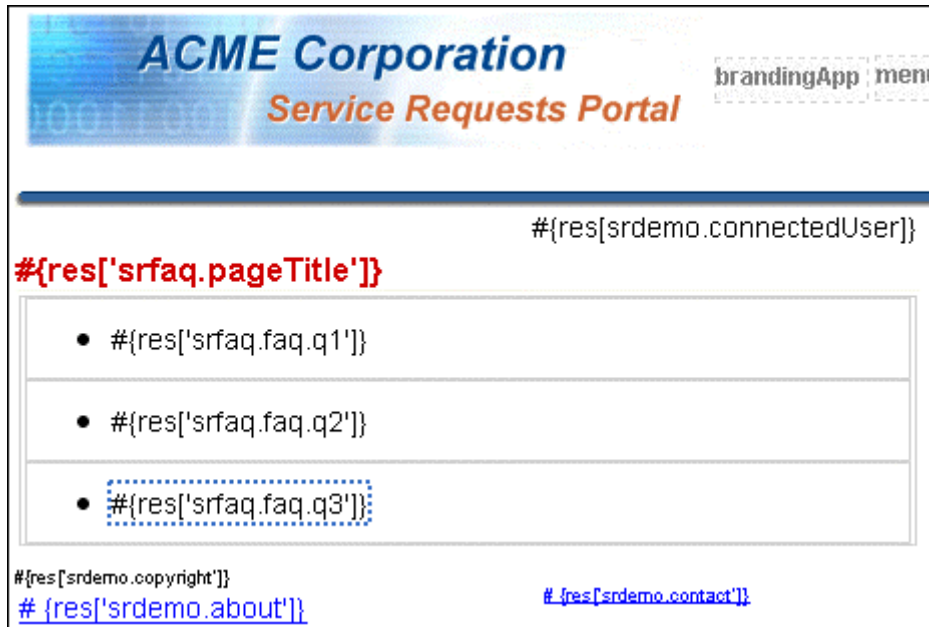 ACME Corporation
Service Requests Portal
brandingApp menu
#{res[srdemo.connectedUser]}
#{res['srfaq.pageTitle']}
#{res['srfaq.faq.q1']}
#{res['srfaq.faq.q2']}
#{res['srfaq.faq.q3']}
#{res['srdemo.copyright']}
# {res['srdemo.about']}
# {res['srdemo.contact']}